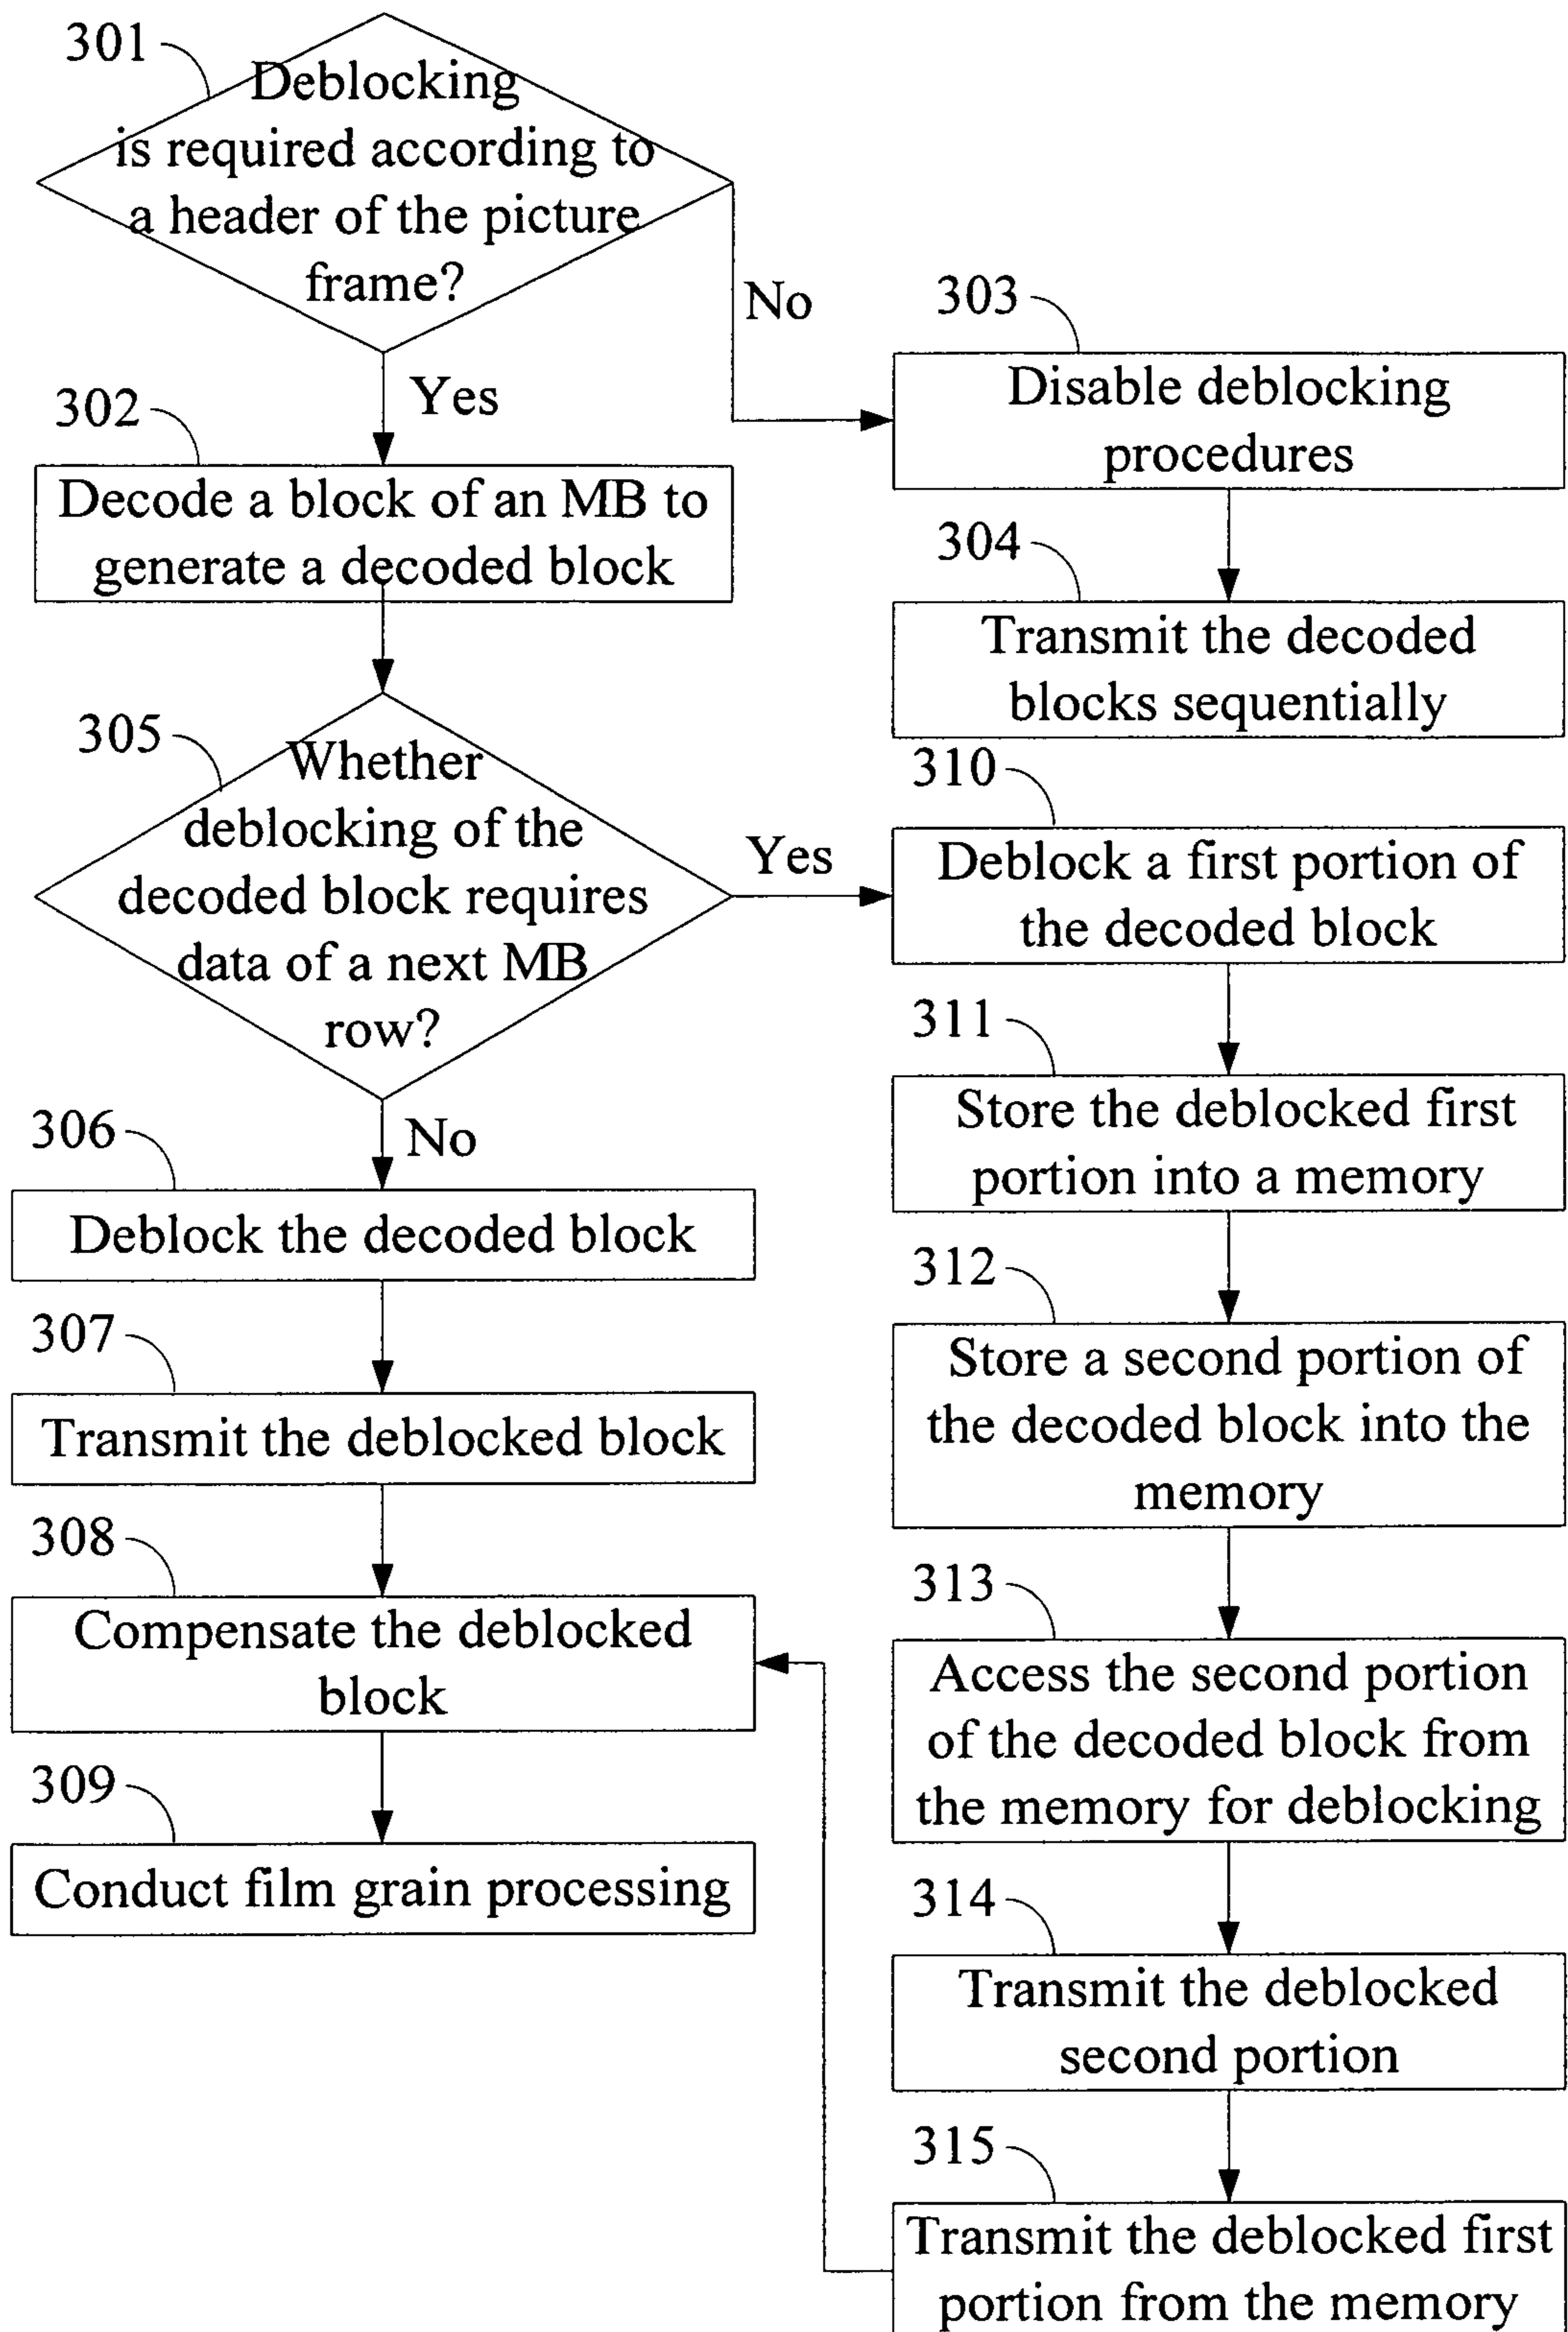 301
Deblocking
is required according to
a header of the picture
frame?
No
Yes
303
Disable deblocking
procedures
302
Decode a block of an MB to
generate a decoded block
304
Transmit the decoded
blocks sequentially
305
Whether
deblocking of the
decoded block requires
data of a next MB
row?
Yes
No
310
Deblock a first portion of
the decoded block
311
Store the deblocked first
portion into a memory
306
Deblock the decoded block
312
Store a second portion of
the decoded block into the
memory
307
Transmit the deblocked block
308
Compensate the deblocked
block
313
Access the second portion
of the decoded block from
the memory for deblocking
309
Conduct film grain processing
314
Transmit the deblocked
second portion
315
Transmit the deblocked first
portion from the memory